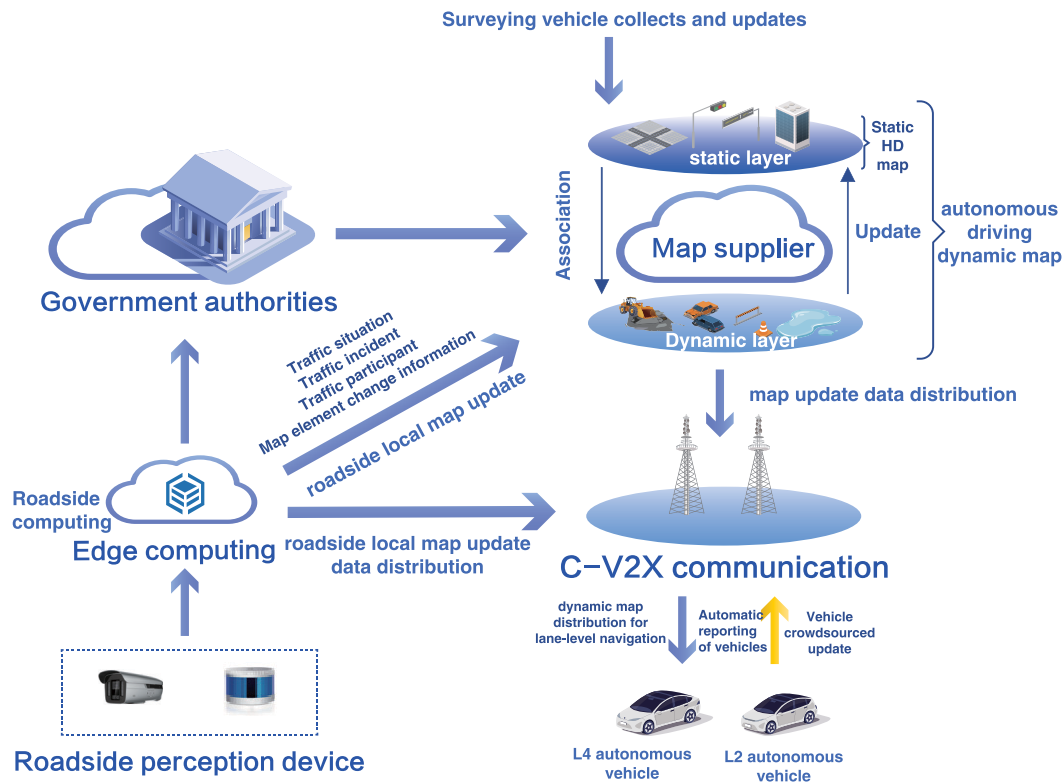 Surveying vehicle collects and updates
static layer
Static
HD
map
Association
Map supplier
Update
autonomous
driving
dynamic map
Dynamic layer
Government authorities
Traffic situation
Traffic incident
Traffic participant
Map element change information
roadside local map update
map update data distribution
Roadside
computing
Edge computing
roadside local map update
data distribution
C-V2X communication
dynamic map
distribution for
lane-level navigation
Automatic
reporting
of vehicles
Vehicle
crowdsourced
update
Roadside perception device
L4 autonomous
vehicle
L2 autonomous
vehicle